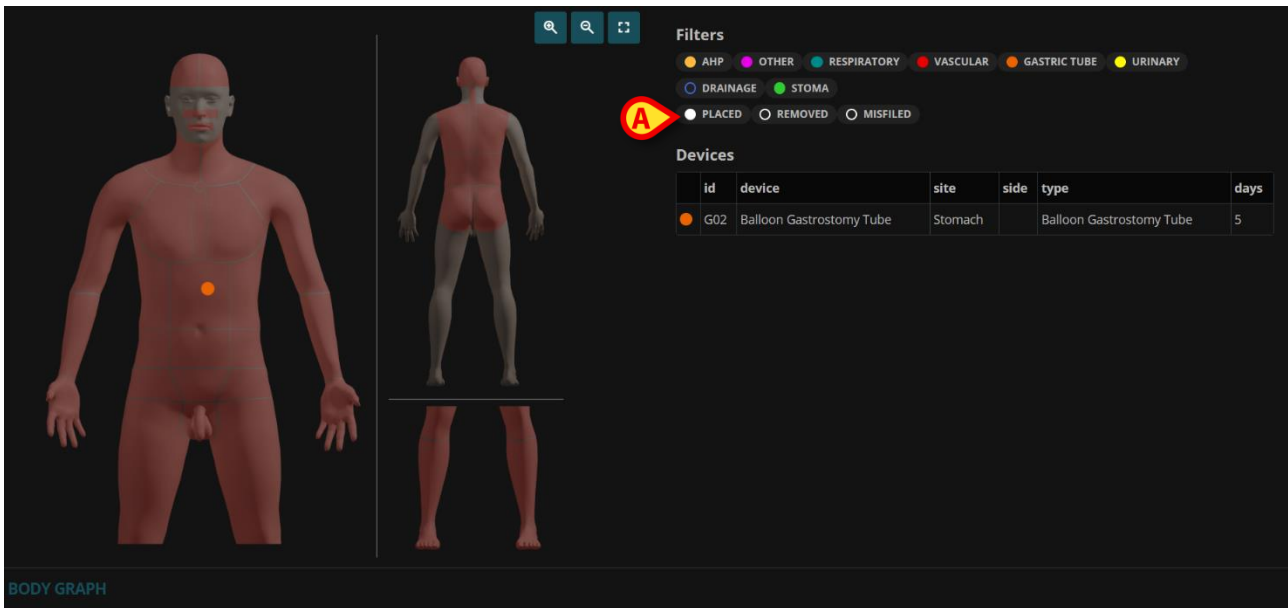 Filters
AHP OTHER RESPIRATORY VASCULAR GASTRIC TUBE URINARY
DRAINAGE STOMA
A
PLACED REMOVED MISFILED
Devices
id device site side type days
G02 Balloon Gastrostomy Tube Stomach Balloon Gastrostomy Tube 5
BODY GRAPH